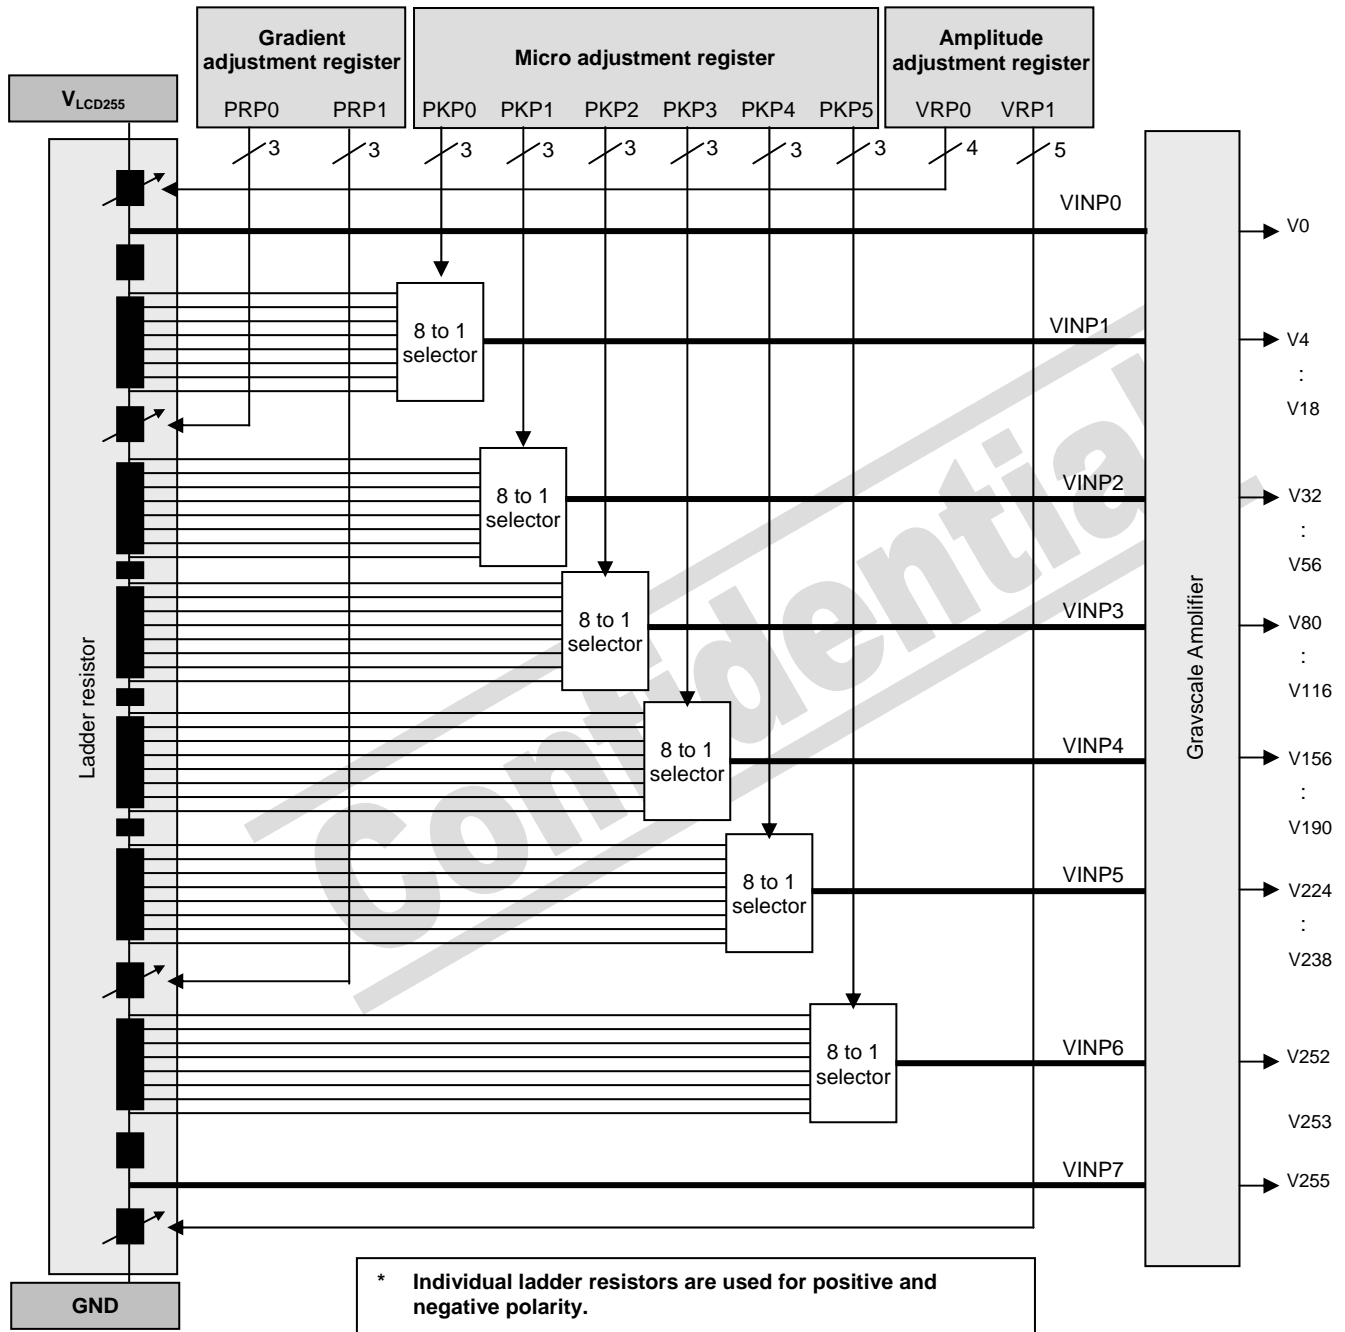 Gradient
adjustment register
PRP0 PRP1
Micro adjustment register
PKP0 PKP1 PKP2 PKP3 PKP4 PKP5
Amplitude
adjustment register
VRP0 VRP1
VLCD255
3 3 3 3 3 3 3 3 4 5
Ladder resistor
VINP0
V0
8 to 1
selector
VINP1
V4
:
V18
8 to 1
selector
VINP2
V32
:
V56
8 to 1
selector
VINP3
V80
:
V116
8 to 1
selector
VINP4
V156
:
V190
8 to 1
selector
VINP5
V224
:
V238
8 to 1
selector
VINP6
V252
V253
VINP7
V255
Grayscale Amplifier
Confidential
GND
* Individual ladder resistors are used for positive and
negative polarity.